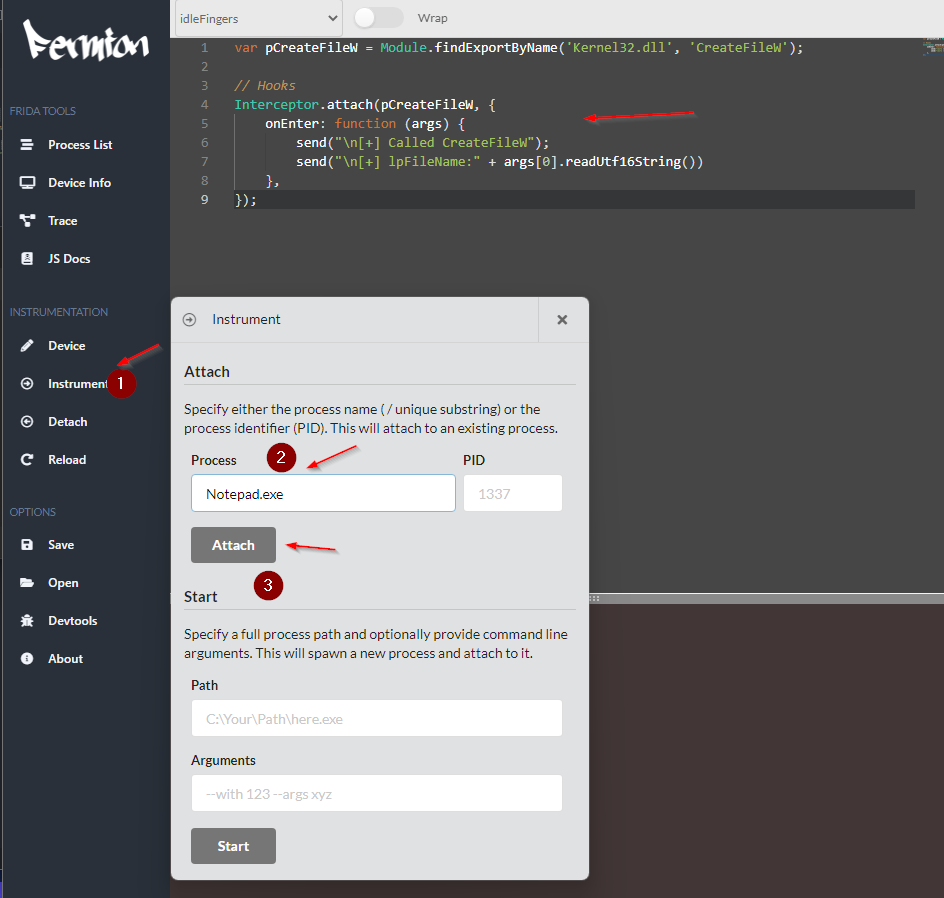 Fermion
FRIDA TOOLS
Process List
Device Info
Trace
JS Docs
INSTRUMENTATION
Device
Instrument
1
Detach
Reload
OPTIONS
Save
Open
Devtools
About
idleFingers
Wrap
1 var pCreateFileW = Module.findExportByName('Kernel32.dll', 'CreateFileW');
2
3 // Hooks
4 Interceptor.attach(pCreateFileW, {
5 onEnter: function (args) {
6 send("\n[+] Called CreateFileW");
7 send("\n[+] lpFileName:" + args[0].readUtf16String())
8 },
9 });
Instrument
Attach
Specify either the process name ( / unique substring) or the
process identifier (PID). This will attach to an existing process.
Process 2 PID
Notepad.exe 1337
Attach
3
Start
Specify a full process path and optionally provide command line
arguments. This will spawn a new process and attach to it.
Path
C:\Your\Path\here.exe
Arguments
--with 123 --args xyz
Start